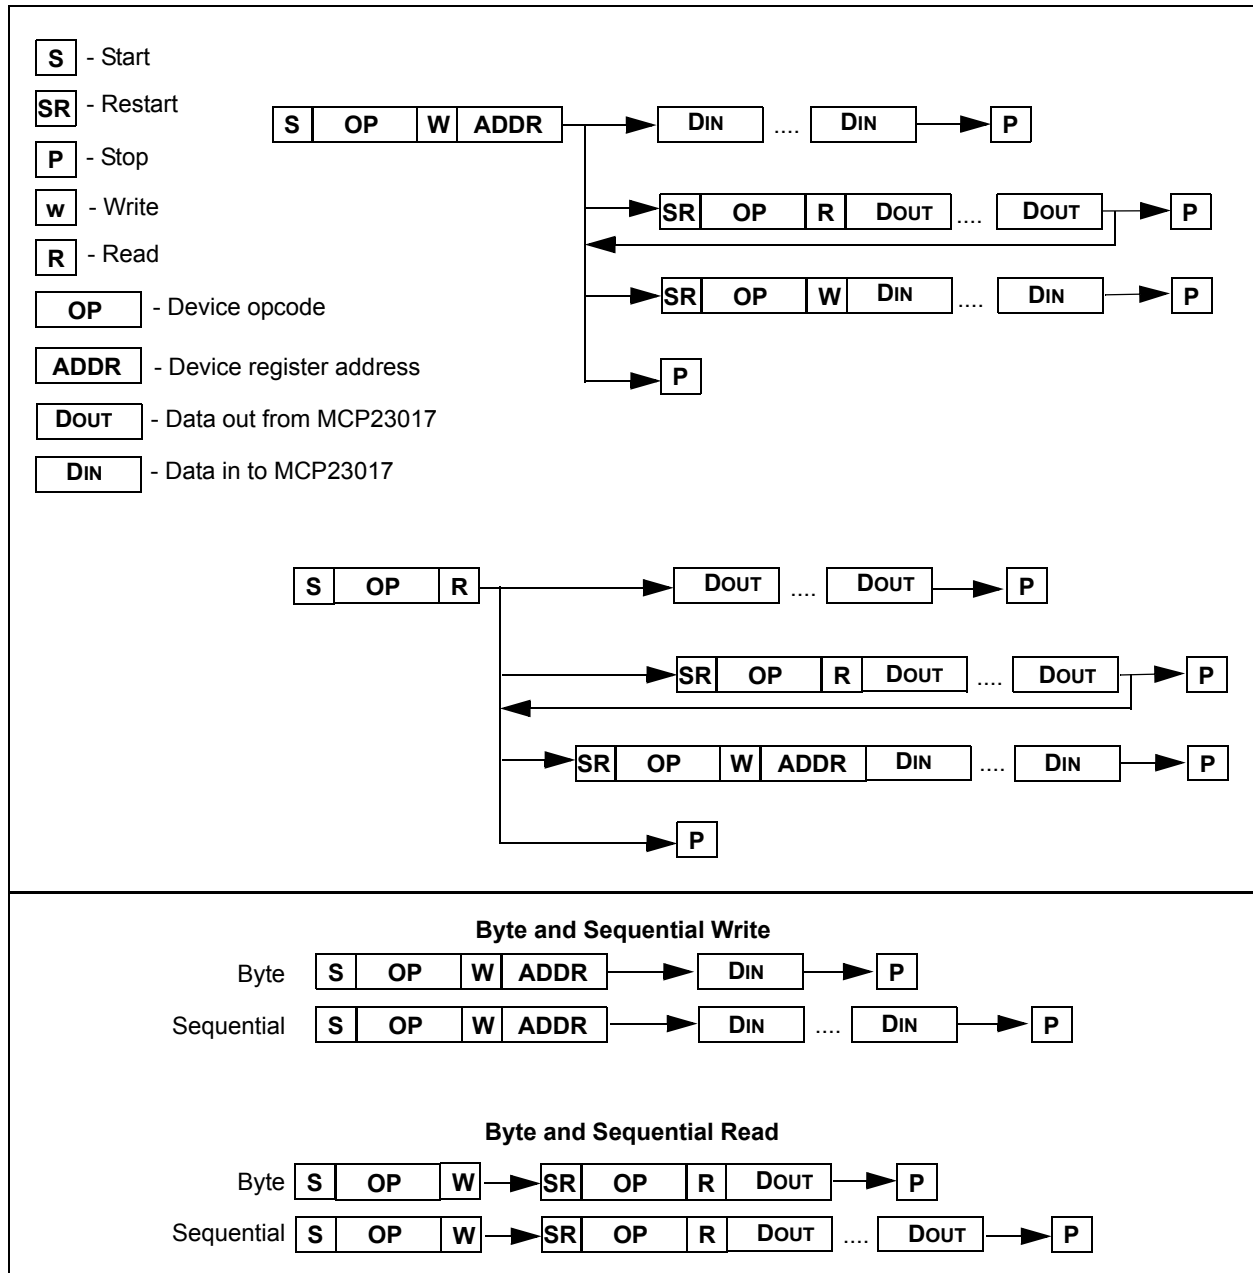 S - Start
SR - Restart
P - Stop
w - Write
R - Read
OP - Device opcode
ADDR - Device register address
DOUT - Data out from MCP23017
DIN - Data in to MCP23017
S OP W ADDR DIN .... DIN P
SR OP R DOUT .... DOUT P
SR OP W DIN .... DIN P
P
S OP R DOUT .... DOUT P
SR OP R DOUT .... DOUT P
SR OP W ADDR DIN .... DIN P
P
Byte and Sequential Write
Byte S OP W ADDR DIN P
Sequential S OP W ADDR DIN .... DIN P
Byte and Sequential Read
Byte S OP W SR OP R DOUT P
Sequential S OP W SR OP R DOUT .... DOUT P